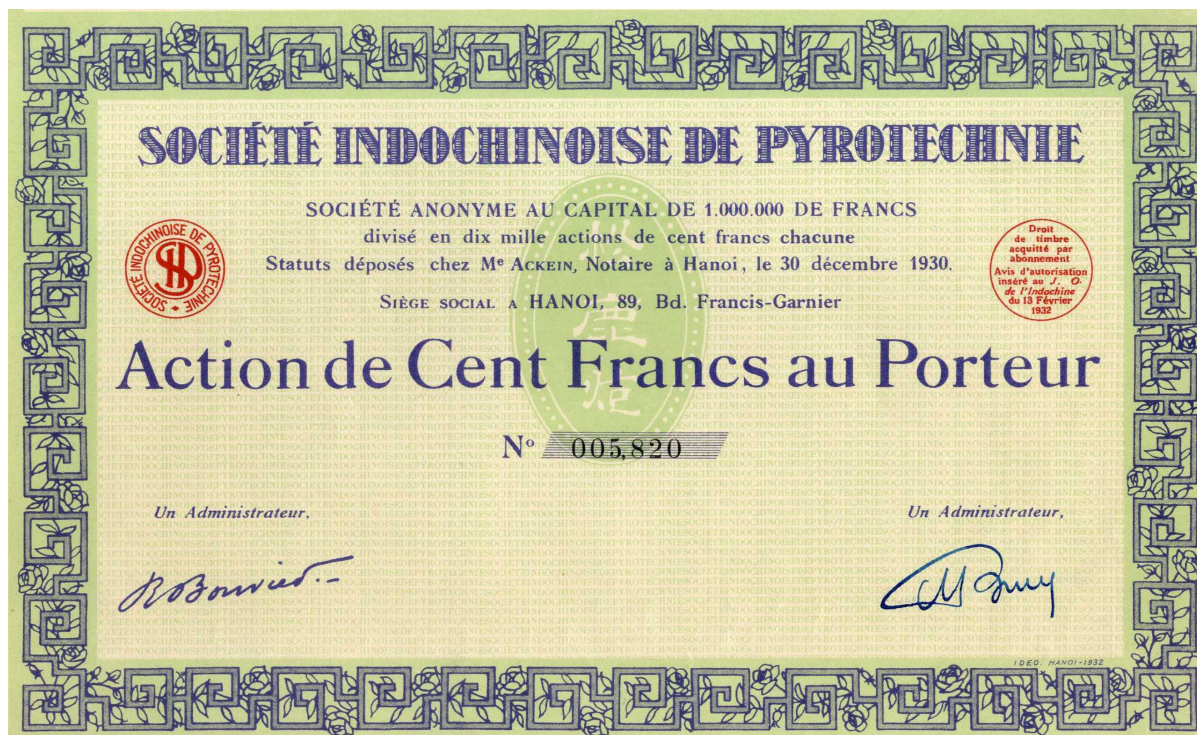 SOCIÉTÉ INDOCHINOISE DE PYROTECHNIE
SOCIÉTÉ ANONYME AU CAPITAL DE 1.000.000 DE FRANCS
divisé en dix mille actions de cent francs chacune
Statuts déposés chez Me ACKEIN, Notaire à Hanoi, le 30 décembre 1930.
SIÈGE SOCIAL A HANOI, 89, Bd. Francis-Garnier
SOCIÉTÉ INDOCHINOISE DE PYROTECHNIE
Droit
de timbre
acquitté par
abonnement
Avis d'autorisation
inséré au J. O.
de l'Indochine
du 13 Février
1932
Action de Cent Francs au Porteur
No 005,820
Un Administrateur.
Un Administrateur,
IDEO. HANOI-1932